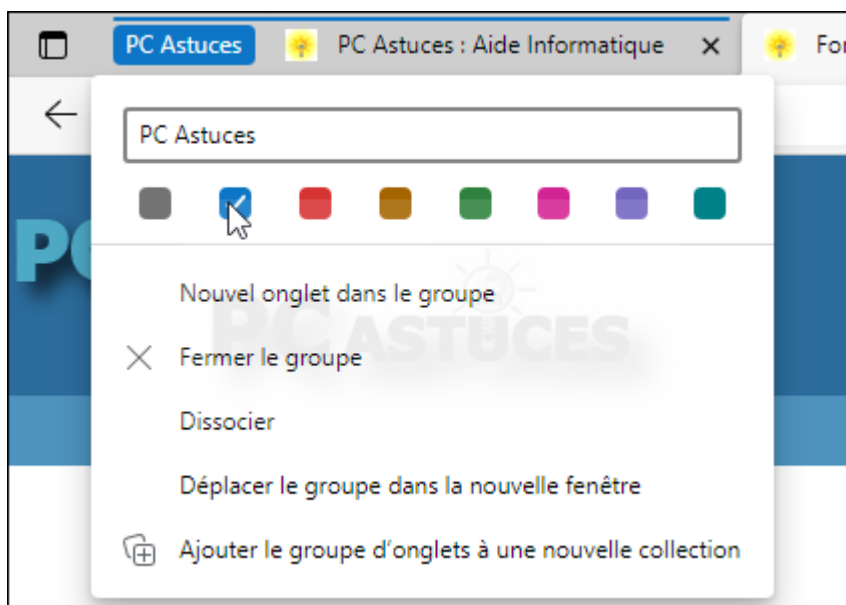 PC Astuces
PC Astuces : Aide Informatique
For
PC Astuces
PC
Nouvel onglet dans le groupe
PC ASTUCES
Fermer le groupe
Dissocier
Déplacer le groupe dans la nouvelle fenêtre
Ajouter le groupe d'onglets à une nouvelle collection